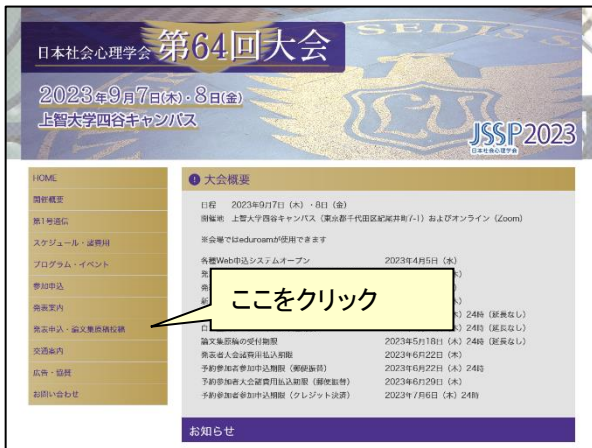 日本社会心理学会 第64回大会
2023年9月7日(木)・8日(金)
上智大学四谷キャンパス
SEDIS
JSSP2023
日本社会心理学会
HOME
開催概要
第1号通信
スケジュール・諸費用
プログラム・イベント
参加申込
発表案内
発表申込・論文集原稿投稿
交通案内
広告・協賛
お問い合わせ
大会概要
日程 2023年9月7日(木)・8日(金)
開催地 上智大学四谷キャンパス(東京都千代田区紀尾井町7-1)およびオンライン(Zoom)
※会場ではeduroamが使用できます
各種Web申込システムオープン 2023年4月5日(水)
ここをクリック
24時(延長なし)
24時(延長なし)
論文集原稿の受付期限 2023年5月18日(木)24時(延長なし)
発表者大会諸費用払込期限 2023年6月22日(木)
予約参加者参加申込期限(郵便振替) 2023年6月22日(木)24時
予約参加者大会諸費用払込期限(郵便振替) 2023年6月29日(木)
予約参加者参加申込期限(クレジット決済) 2023年7月6日(木)24時
お知らせ